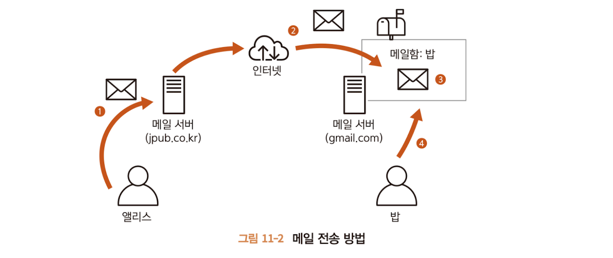 2
메일함: 밥
인터넷
3
1
메일 서버
(jpub.co.kr)
메일 서버
(gmail.com)
4
앨리스
밥
그림 11-2 메일 전송 방법